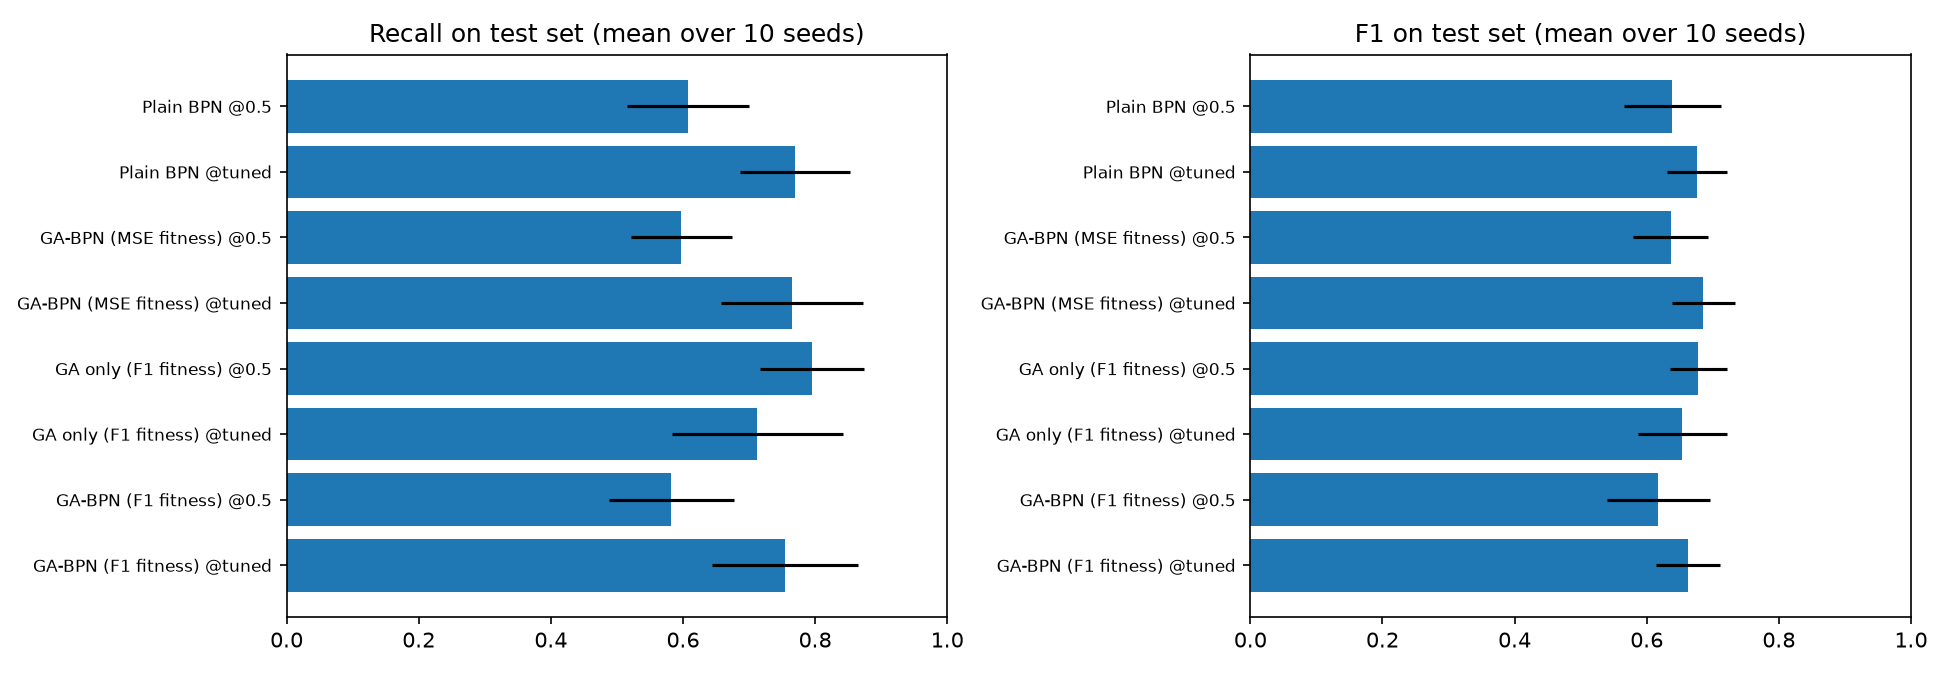 Recall on test set (mean over 10 seeds)
Plain BPN @0.5
Plain BPN @tuned
GA-BPN (MSE fitness) @0.5
GA-BPN (MSE fitness) @tuned
GA only (F1 fitness) @0.5
GA only (F1 fitness) @tuned
GA-BPN (F1 fitness) @0.5
GA-BPN (F1 fitness) @tuned
0.0 0.2 0.4 0.6 0.8 1.0
F1 on test set (mean over 10 seeds)
Plain BPN @0.5
Plain BPN @tuned
GA-BPN (MSE fitness) @0.5
GA-BPN (MSE fitness) @tuned
GA only (F1 fitness) @0.5
GA only (F1 fitness) @tuned
GA-BPN (F1 fitness) @0.5
GA-BPN (F1 fitness) @tuned
0.0 0.2 0.4 0.6 0.8 1.0